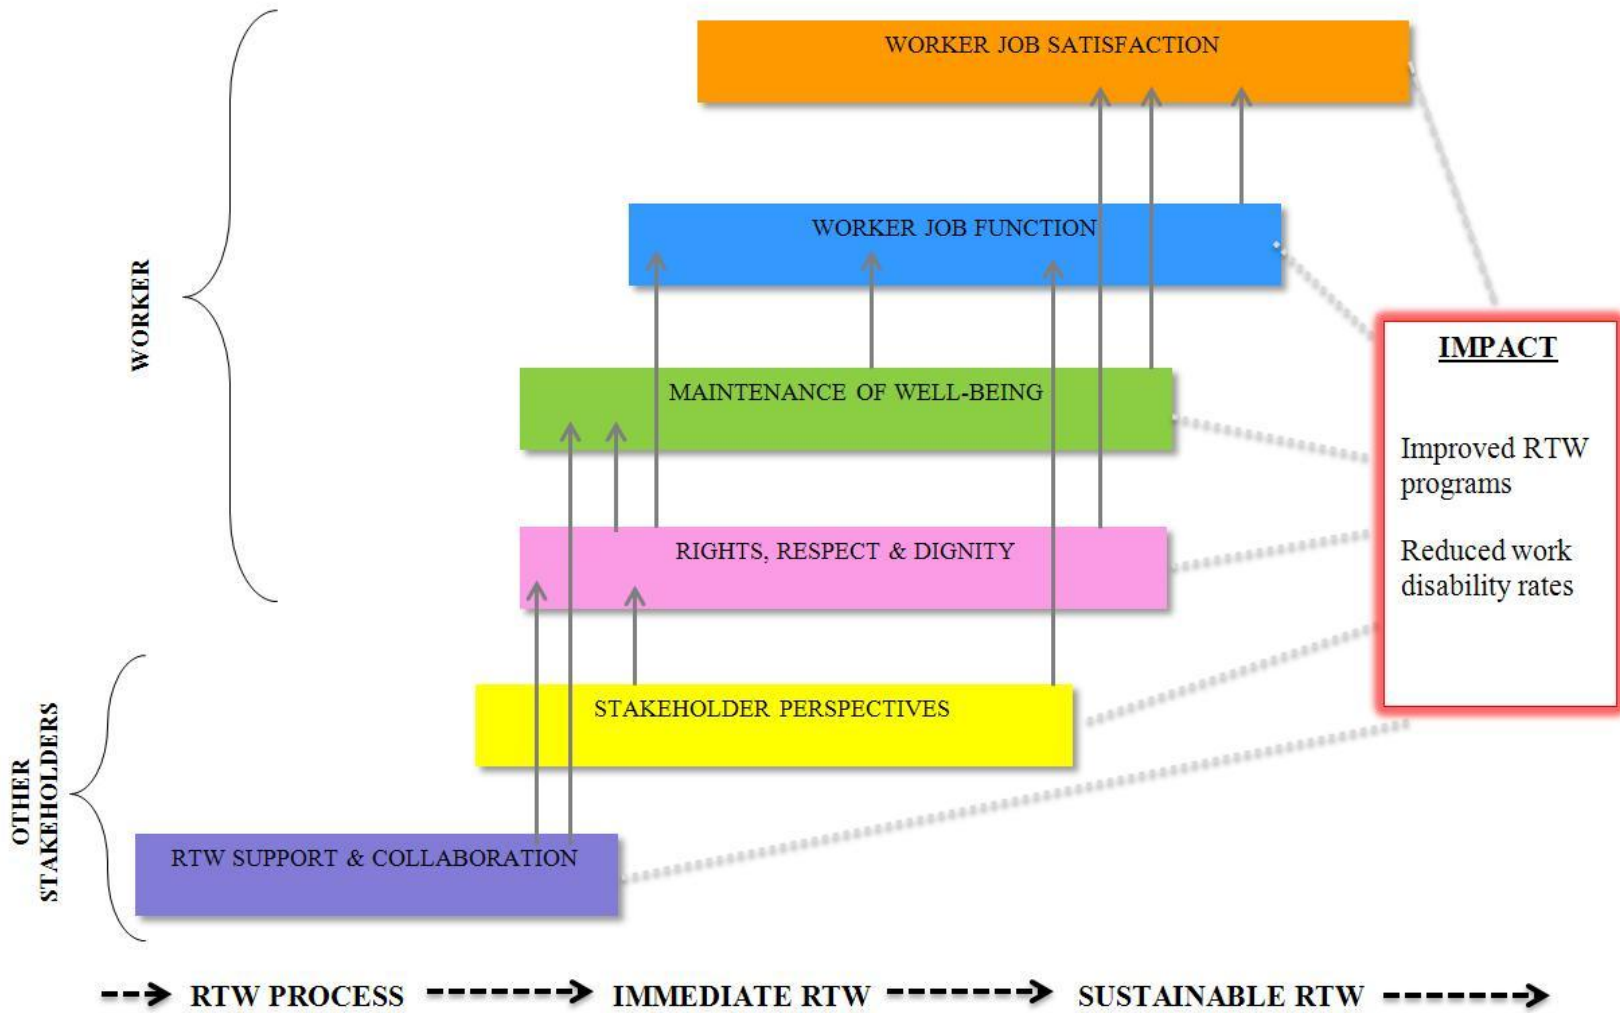 WORKER JOB SATISFACTION
WORKER JOB FUNCTION
WORKER
MAINTENANCE OF WELL-BEING
IMPACT
Improved RTW
programs
Reduced work
disability rates
RIGHTS, RESPECT & DIGNITY
STAKEHOLDER PERSPECTIVES
OTHER
STAKEHOLDERS
RTW SUPPORT & COLLABORATION
RTW PROCESS IMMEDIATE RTW SUSTAINABLE RTW